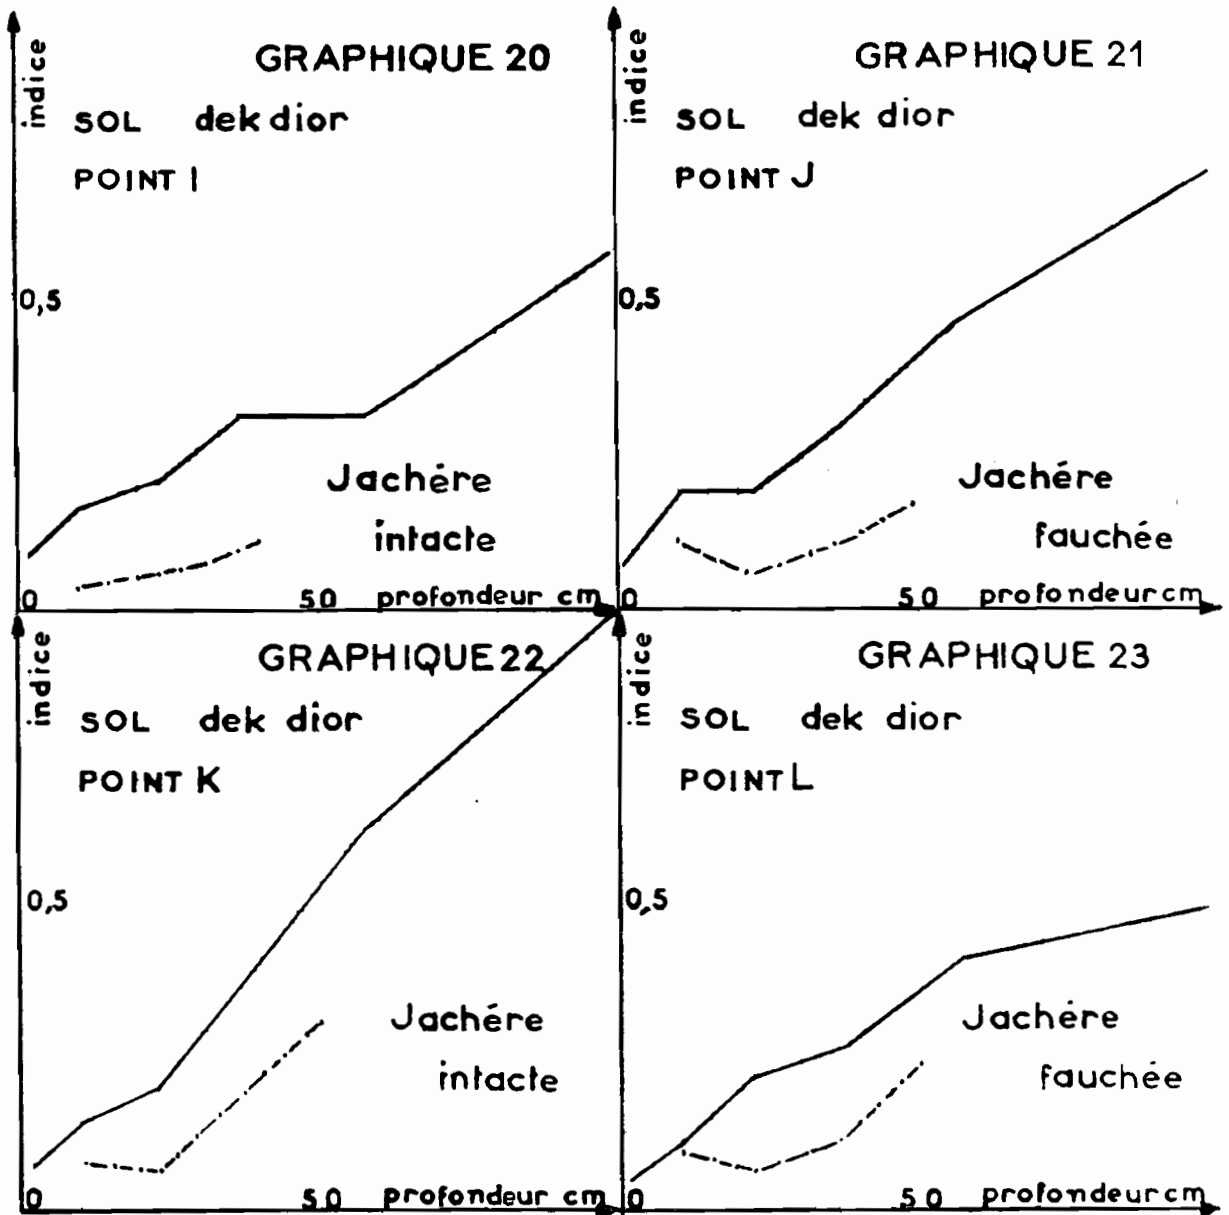 indice
GRAPHIQUE 20
SOL dek dior
POINT I
0,5
Jachére
intacte
0 50 profondeur cm
indice
GRAPHIQUE 21
SOL dek dior
POINT J
0,5
Jachére
fauchée
0 50 profondeur cm
indice
GRAPHIQUE 22
SOL dek dior
POINT K
0,5
Jachére
intacte
0 50 profondeur cm
indice
GRAPHIQUE 23
SOL dek dior
POINT L
0,5
Jachére
fauchée
0 50 profondeur cm